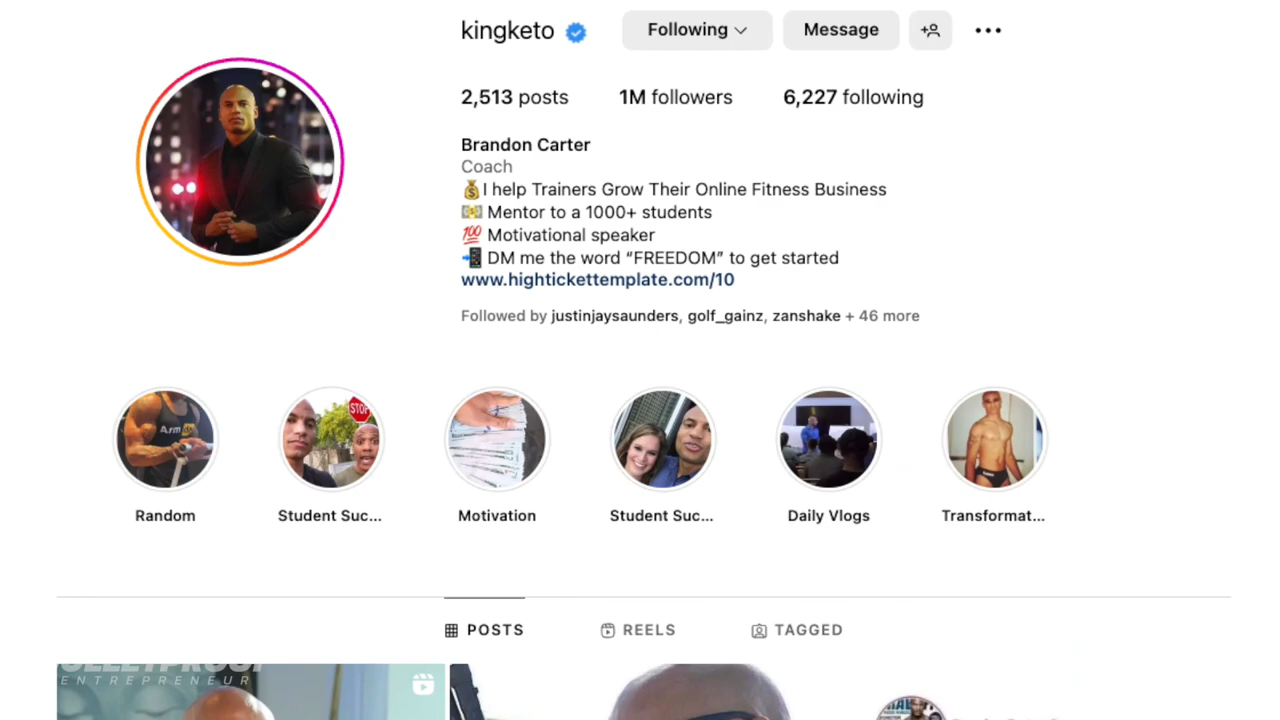 kingketo
Following
Message
2,513 posts
1M followers
6,227 following
Brandon Carter
Coach
💰I help Trainers Grow Their Online Fitness Business
💵 Mentor to a 1000+ students
💯 Motivational speaker
📲 DM me the word “FREEDOM” to get started
www.hightickettemplate.com/10
Followed by justinjaysaunders, golf_gainz, zanshake + 46 more
STOP
Random
Student Suc...
Motivation
Student Suc...
Daily Vlogs
Transformat...
POSTS
REELS
TAGGED
ENTREPRENEUR